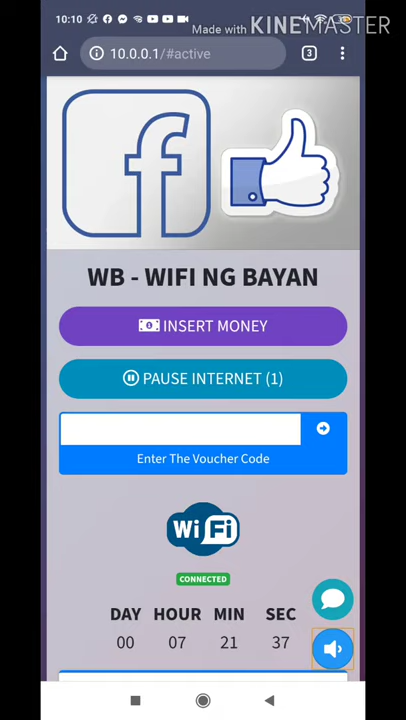 10:10
Made with KINEMASTER
10.0.0.1/#active
3
f
WB - WIFI NG BAYAN
INSERT MONEY
PAUSE INTERNET (1)
Enter The Voucher Code
WiFi
CONNECTED
DAY HOUR MIN SEC
00 07 21 37